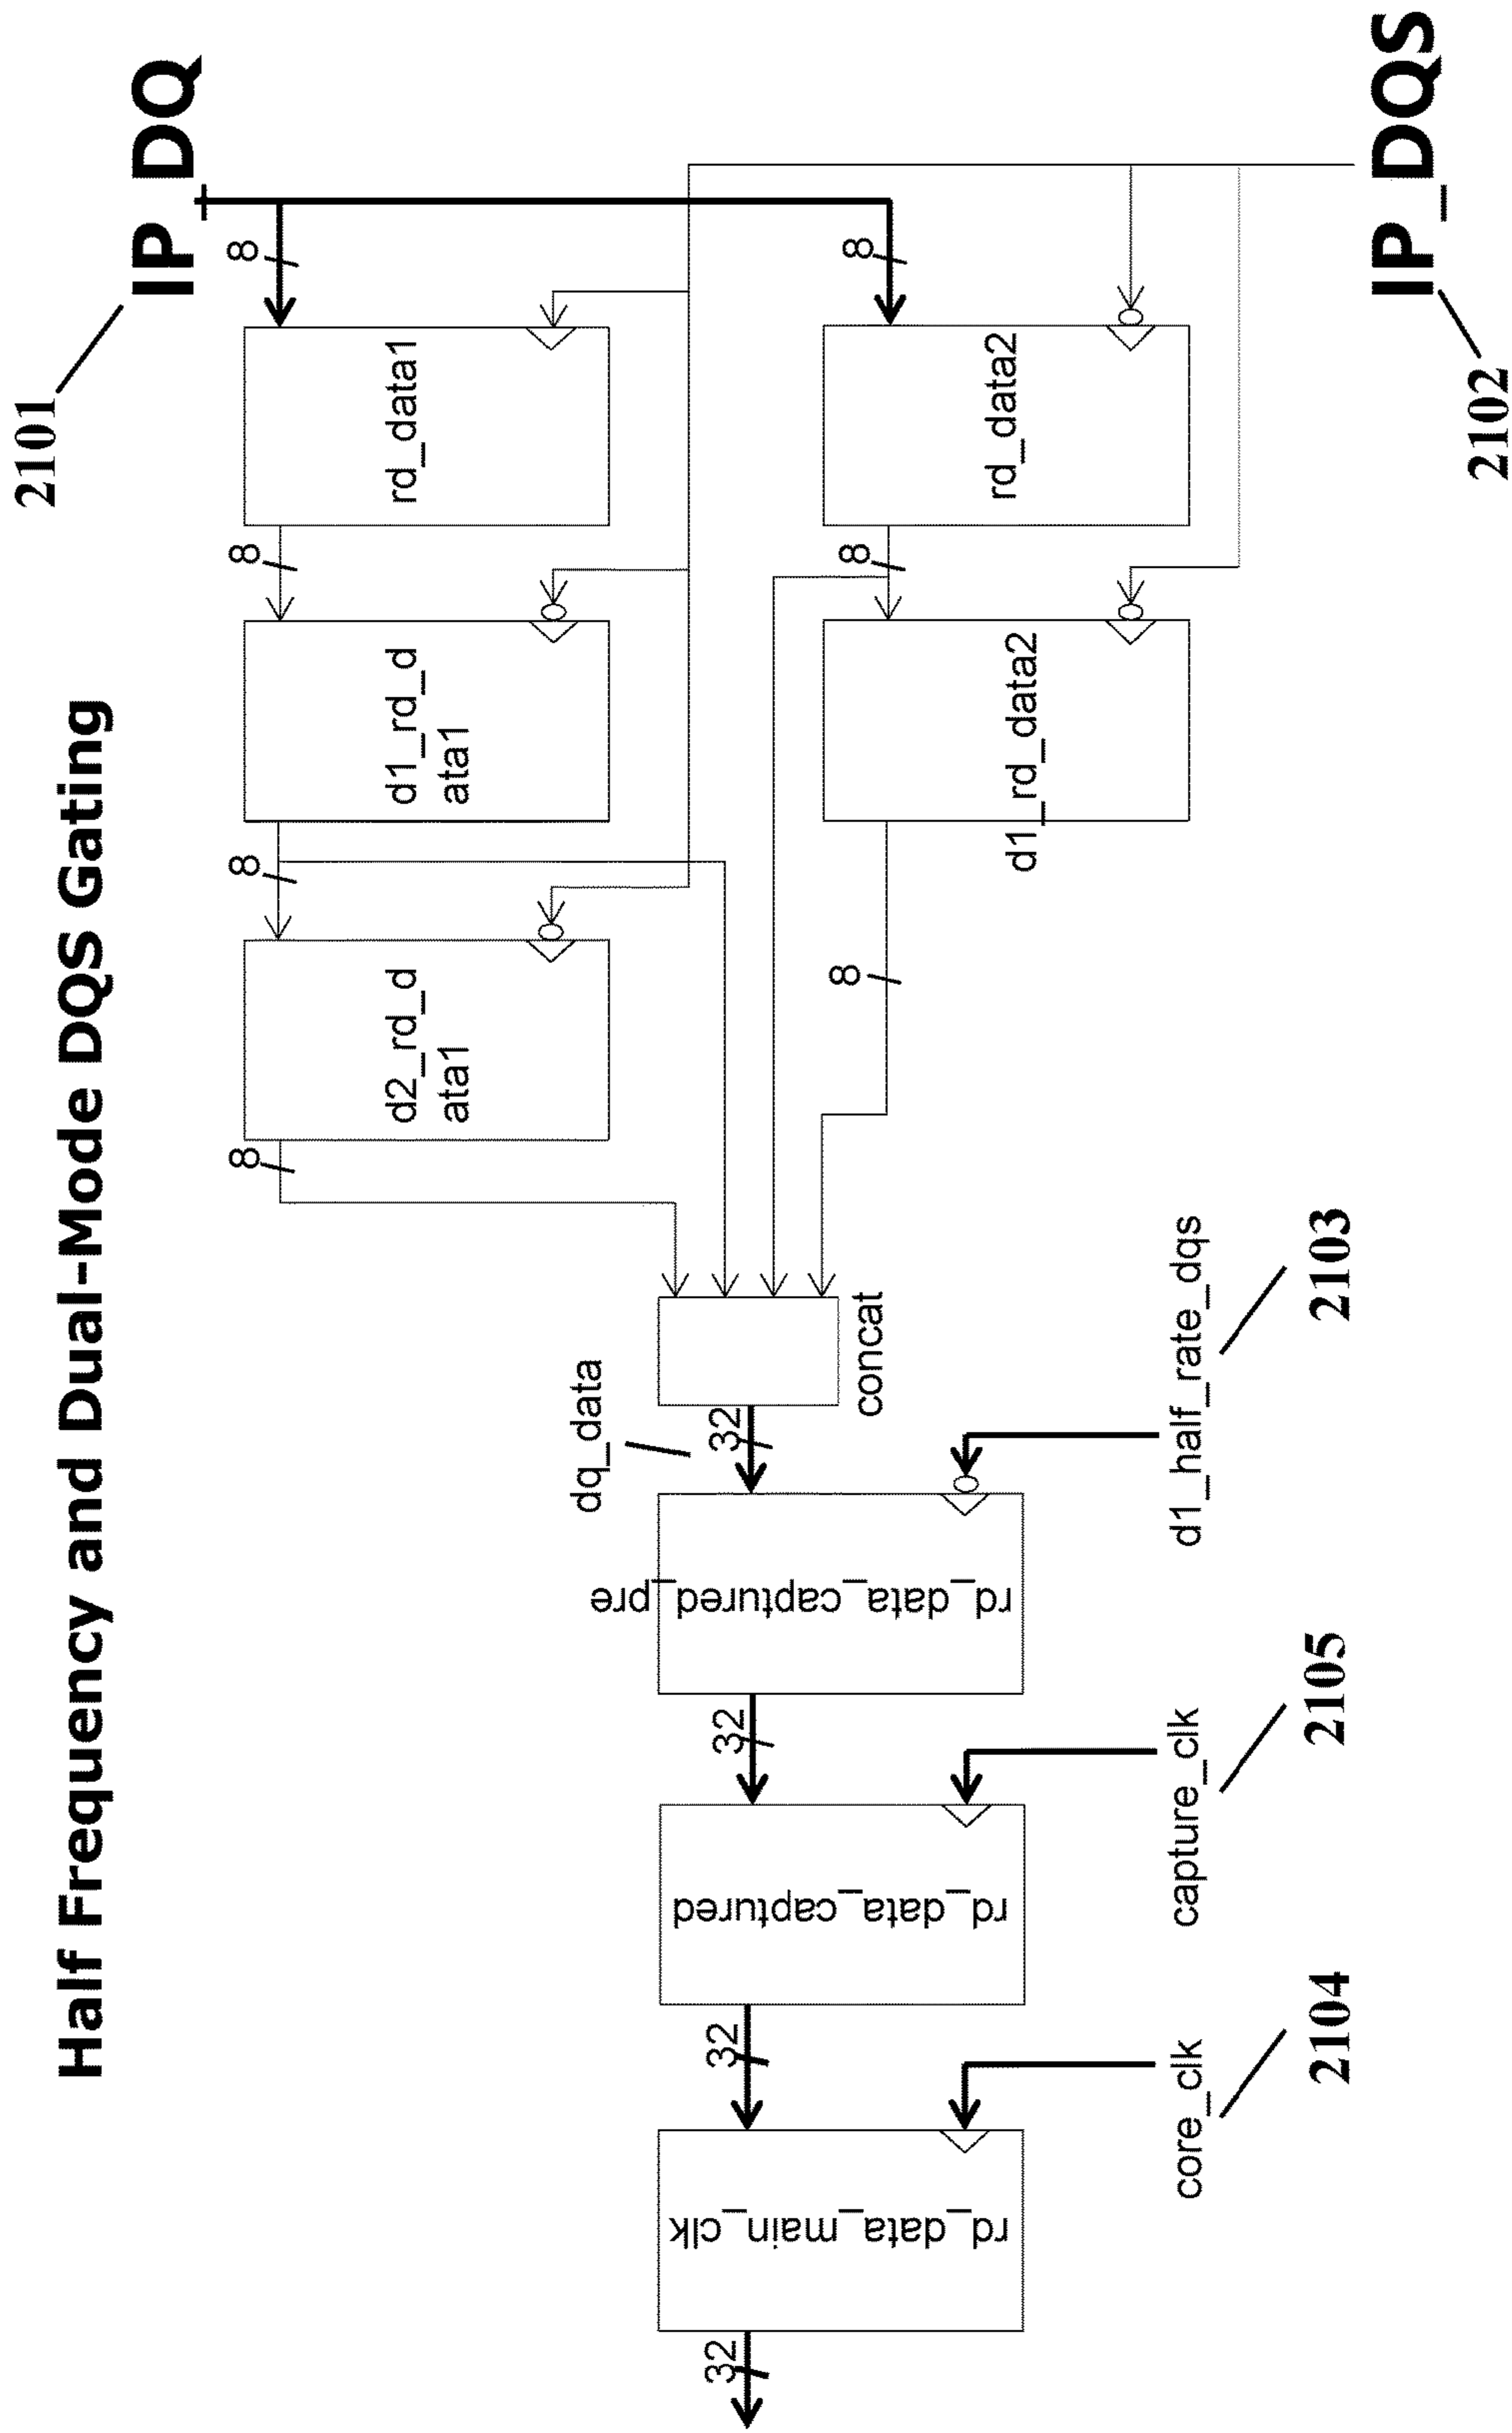 Half Frequency and Dual-Mode DQS Gating
2101
IP_DQ
8
8
rd_data1
rd_data2
8
8
d1_rd_d
ata1
d1_rd_data2
8
8
d2_rd_d
ata1
8
IP_DQS
2102
concat
dq_data
32
rd_data_captured_pre
d1_half_rate_dqs
2103
32
rd_data_captured
capture_clk
2105
32
rd_data_main_clk
core_clk
2104
32